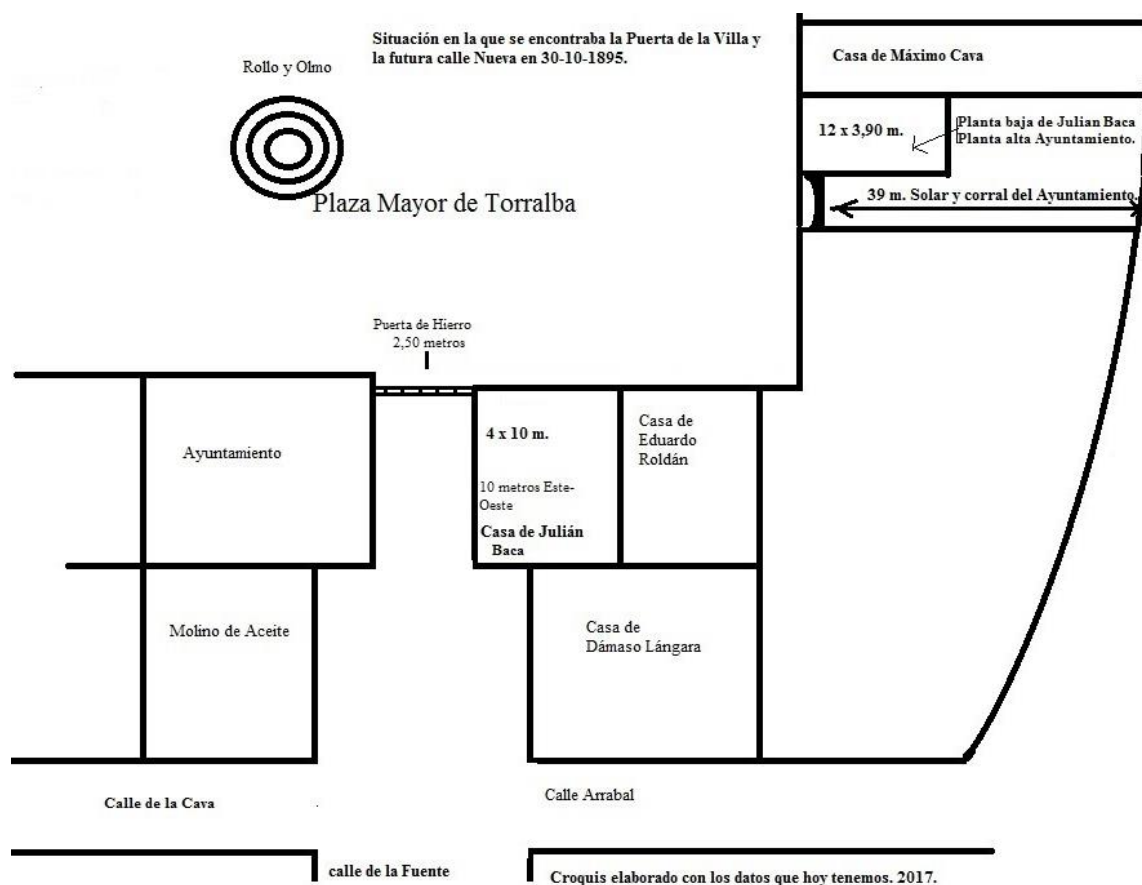 Situación en la que se encontraba la Puerta de la Villa y
la futura calle Nueva en 30-10-1895.
Rollo y Olmo
Plaza Mayor de Torralba
Casa de Máximo Cava
12 x 3,90 m.
Planta baja de Julian Baca
Planta alta Ayuntamiento.
39 m. Solar y corral del Ayuntamiento.
Puerta de Hierro
2,50 metros
Ayuntamiento
4 x 10 m.
10 metros Este-
Oeste
Casa de Julián
Baca
Casa de
Eduardo
Roldán
Molino de Aceite
Casa de
Dámaso Lángara
Calle de la Cava
Calle Arrabal
calle de la Fuente
Croquis elaborado con los datos que hoy tenemos. 2017.